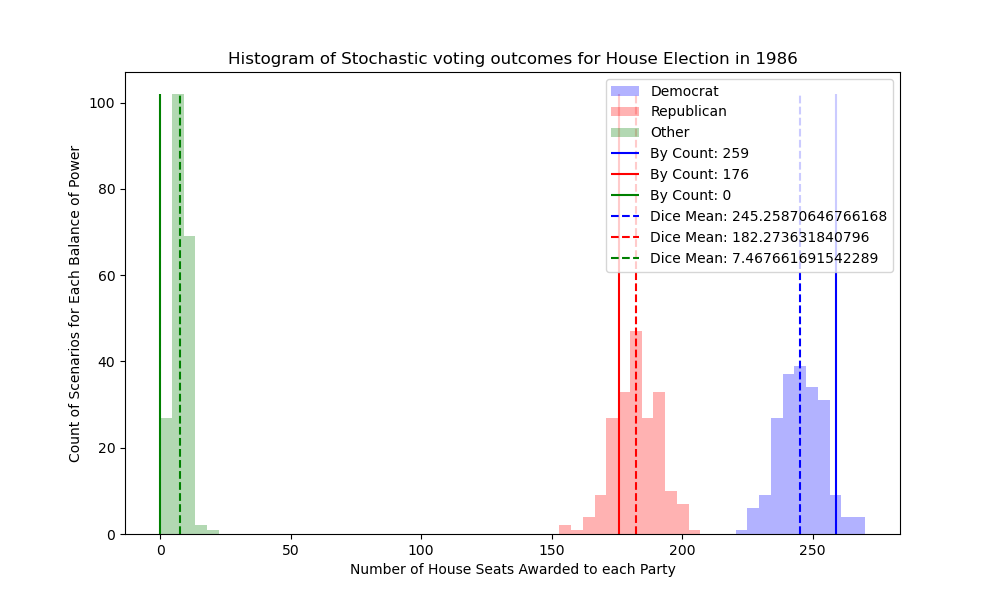 Histogram of Stochastic voting outcomes for House Election in 1986
Count of Scenarios for Each Balance of Power
100
80
60
40
20
0
Democrat
Republican
Other
By Count: 259
By Count: 176
By Count: 0
Dice Mean: 245.25870646766168
Dice Mean: 182.273631840796
Dice Mean: 7.467661691542289
0 50 100 150 200 250
Number of House Seats Awarded to each Party